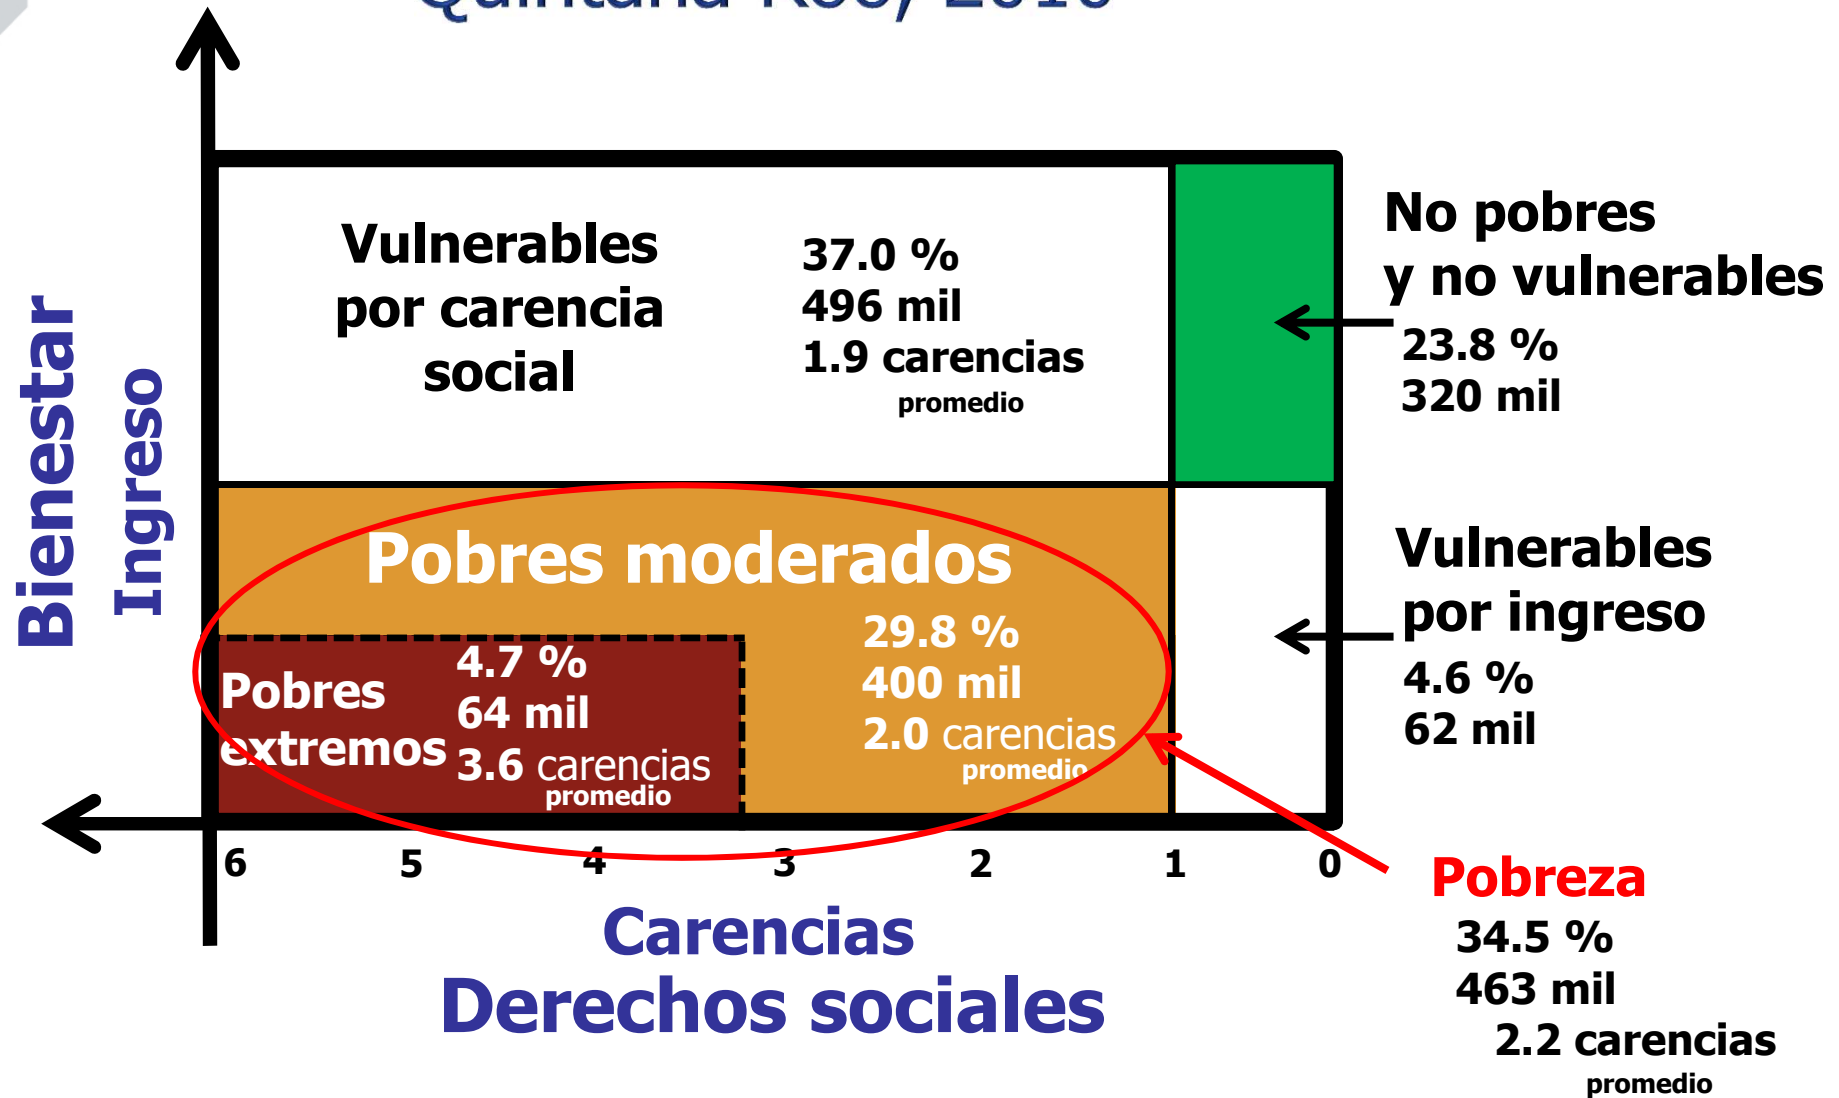 Quintana Roo, 2010
Bienestar
Ingreso
Vulnerables
por carencia
social
37.0 %
496 mil
1.9 carencias
promedio
No pobres
y no vulnerables
23.8 %
320 mil
Pobres moderados
29.8 %
400 mil
2.0 carencias
promedio
Pobres
extremos
4.7 %
64 mil
3.6 carencias
promedio
Vulnerables
por ingreso
4.6 %
62 mil
6 5 4 3 2 1 0
Carencias
Derechos sociales
Pobreza
34.5 %
463 mil
2.2 carencias
promedio